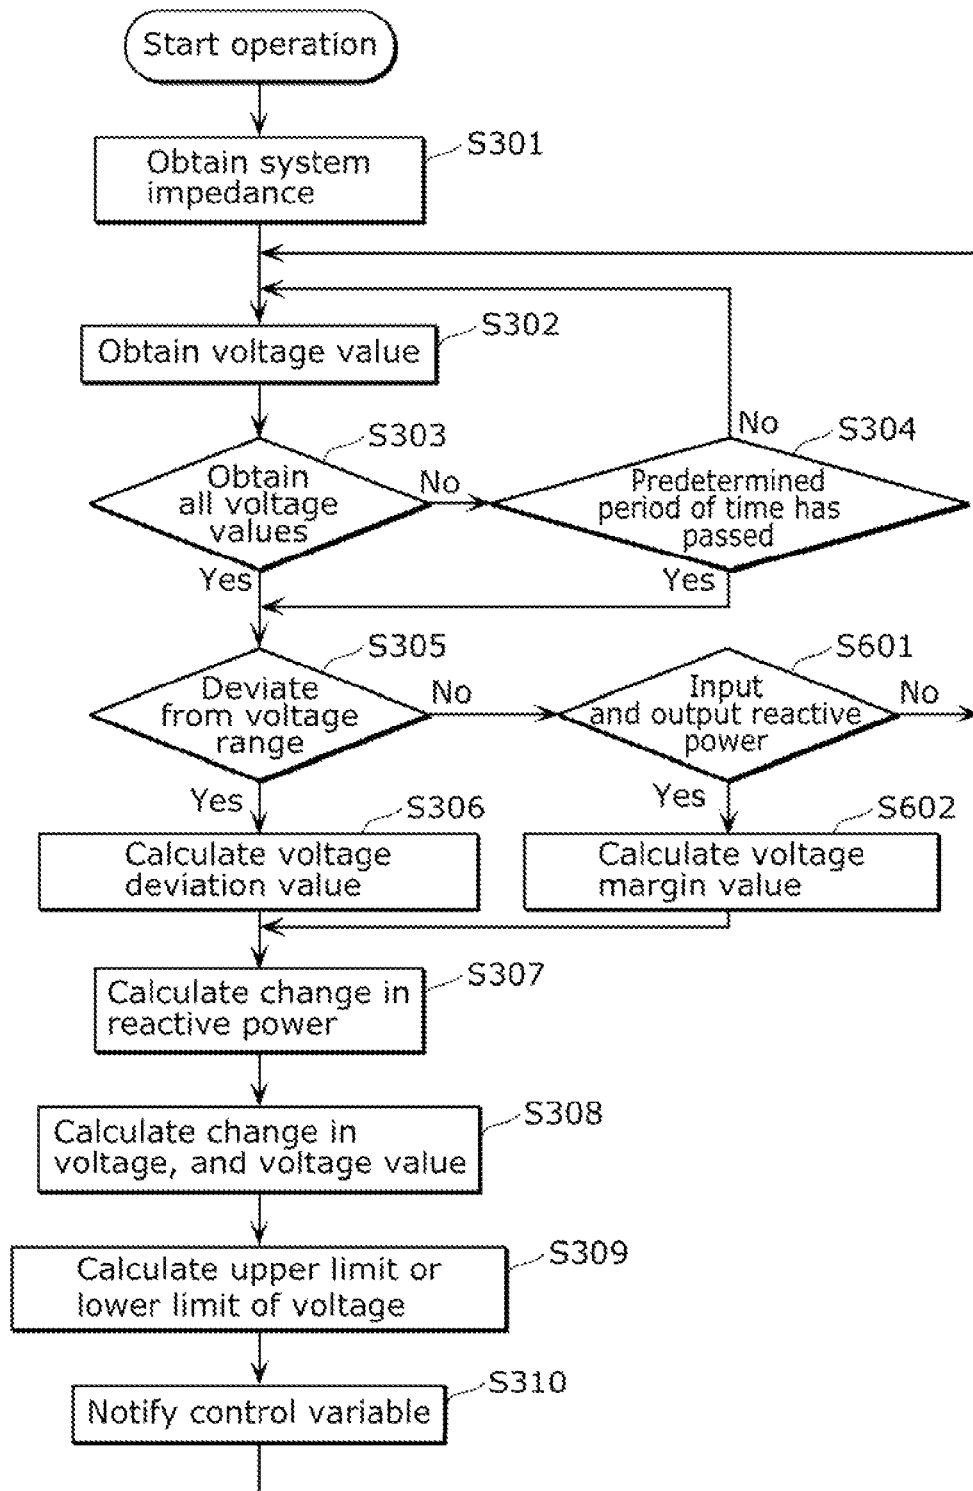 Start operation
S301
Obtain system
impedance
S302
Obtain voltage value
S303
Obtain
all voltage
values
No
Yes
S304
No
Predetermined
period of time has
passed
Yes
S305
Deviate
from voltage
range
No
Yes
S601
Input
and output reactive
power
No
Yes
S306
Calculate voltage
deviation value
S602
Calculate voltage
margin value
S307
Calculate change in
reactive power
S308
Calculate change in
voltage, and voltage value
S309
Calculate upper limit or
lower limit of voltage
S310
Notify control variable